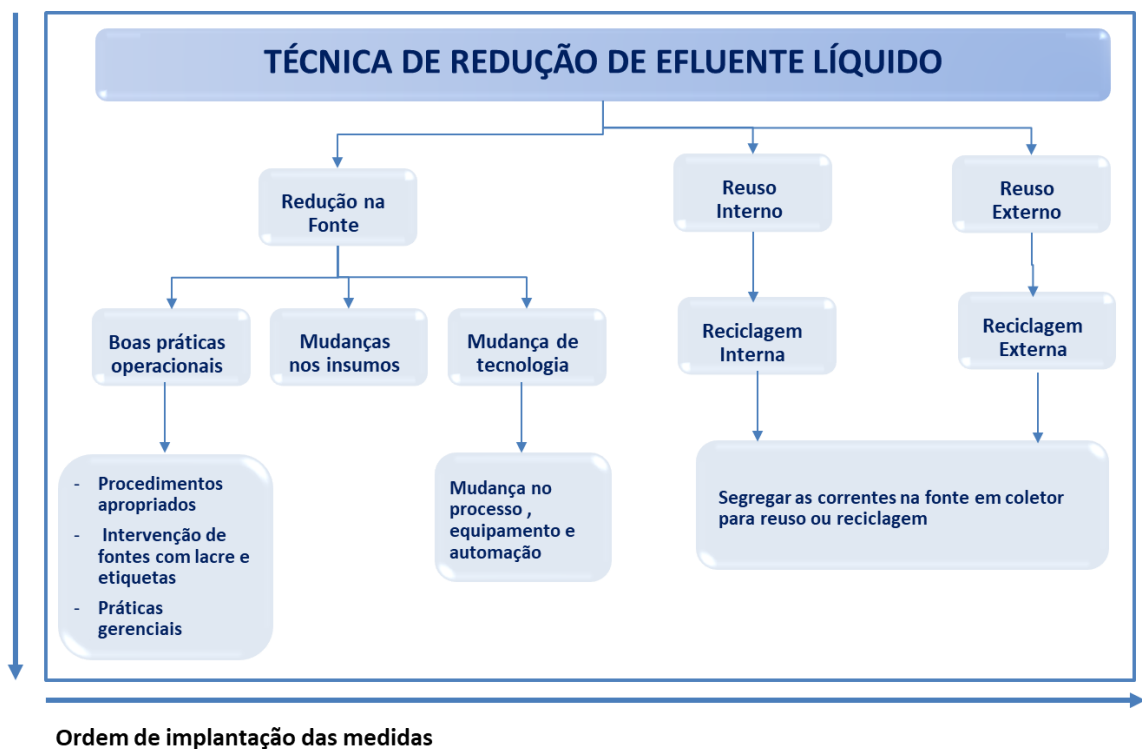 TÉCNICA DE REDUÇÃO DE EFLUENTE LÍQUIDO
Redução na
Fonte
Reuso
Interno
Reuso
Externo
Boas práticas
operacionais
Mudanças
nos insumos
Mudança de
tecnologia
Reciclagem
Interna
Reciclagem
Externa
- Procedimentos
apropriados
- Intervenção de
fontes com lacre e
etiquetas
- Práticas
gerenciais
Mudança no
processo ,
equipamento e
automação
Segregar as correntes na fonte em coletor
para reuso ou reciclagem
Ordem de implantação das medidas